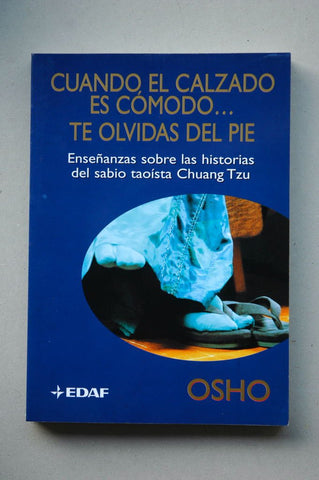 CUANDO EL CALZADO
ES CÓMODO...
TE OLVIDAS DEL PIE
Enseñanzas sobre las historias
del sabio taoísta Chuang Tzu
EDAF
OSHO